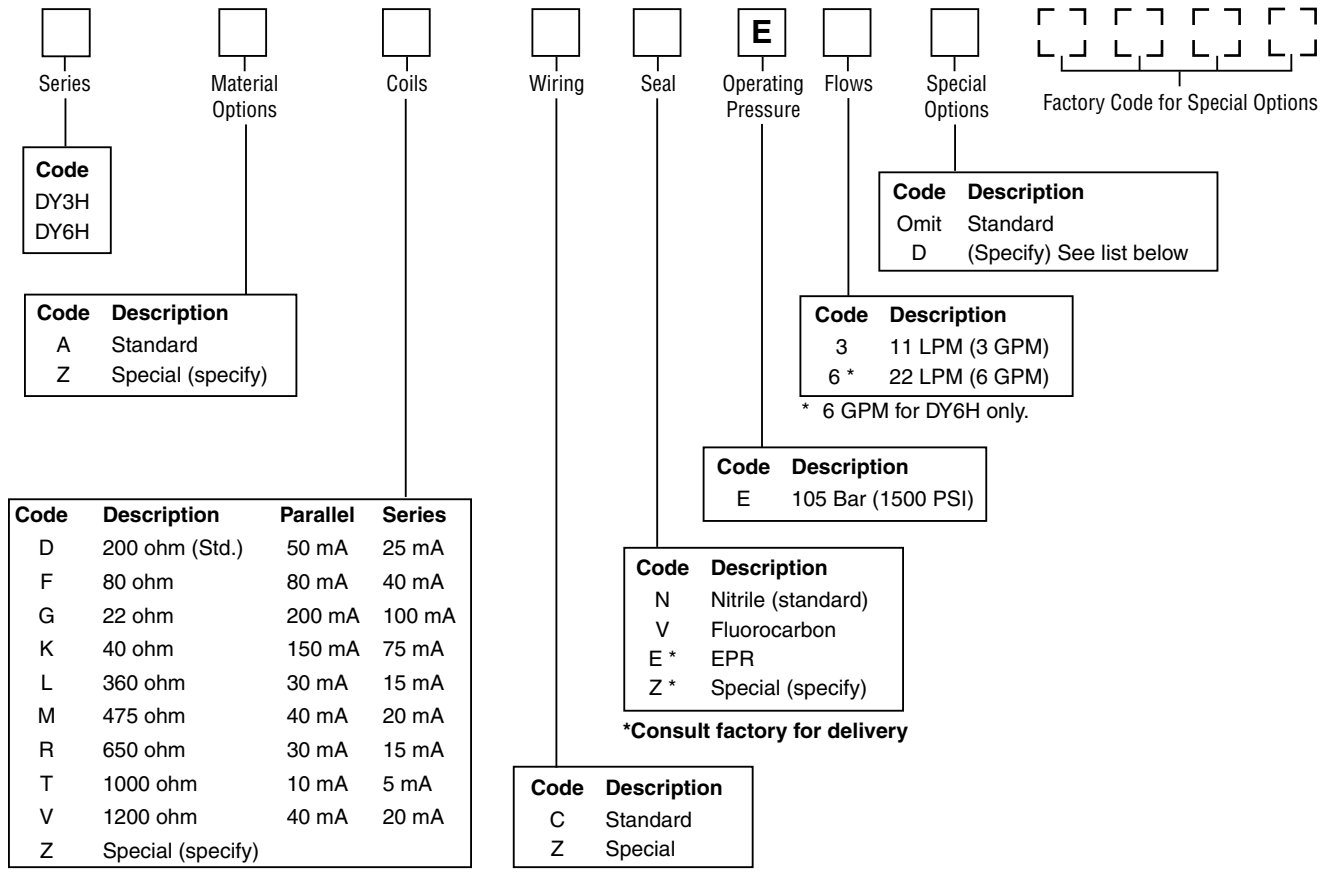 E
Series
Material
Options
Coils
Wiring
Seal
Operating
Pressure
Flows
Special
Options
Factory Code for Special Options
Code
DY3H
DY6H
Code Description
Omit Standard
D (Specify) See list below
Code Description
A Standard
Z Special (specify)
Code Description
3 11 LPM (3 GPM)
6 * 22 LPM (6 GPM)
* 6 GPM for DY6H only.
Code Description
E 105 Bar (1500 PSI)
Code Description Parallel Series
D 200 ohm (Std.) 50 mA 25 mA
F 80 ohm 80 mA 40 mA
G 22 ohm 200 mA 100 mA
K 40 ohm 150 mA 75 mA
L 360 ohm 30 mA 15 mA
M 475 ohm 40 mA 20 mA
R 650 ohm 30 mA 15 mA
T 1000 ohm 10 mA 5 mA
V 1200 ohm 40 mA 20 mA
Z Special (specify)
Code Description
N Nitrile (standard)
V Fluorocarbon
E * EPR
Z * Special (specify)
*Consult factory for delivery
Code Description
C Standard
Z Special